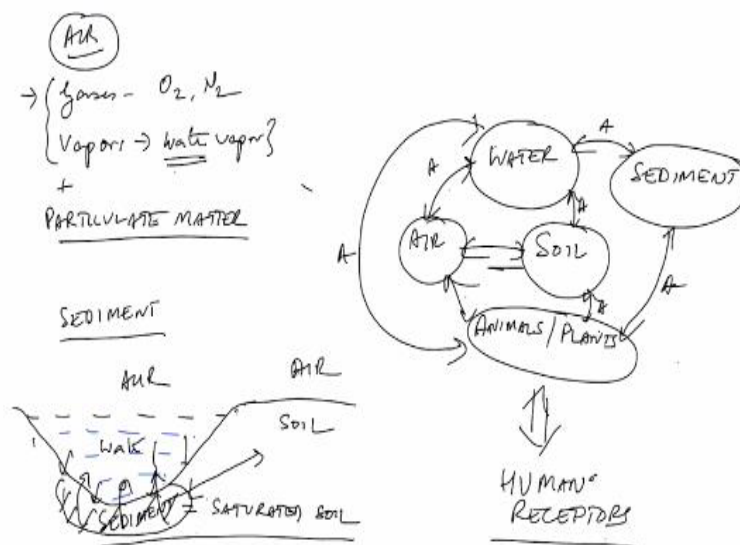 AIR
→ { Gases - O2, N2
Vapors → Water vapor }
+
PARTICULATE MATTER
SEDIMENT
AIR
AIR
SOIL
Wate
SEDIMENT = SATURATED SOIL
WATER
SEDIMENT
AIR
SOIL
ANIMALS / PLANTS
A
A
A
A
A
A
HUMAN
RECEPTORS